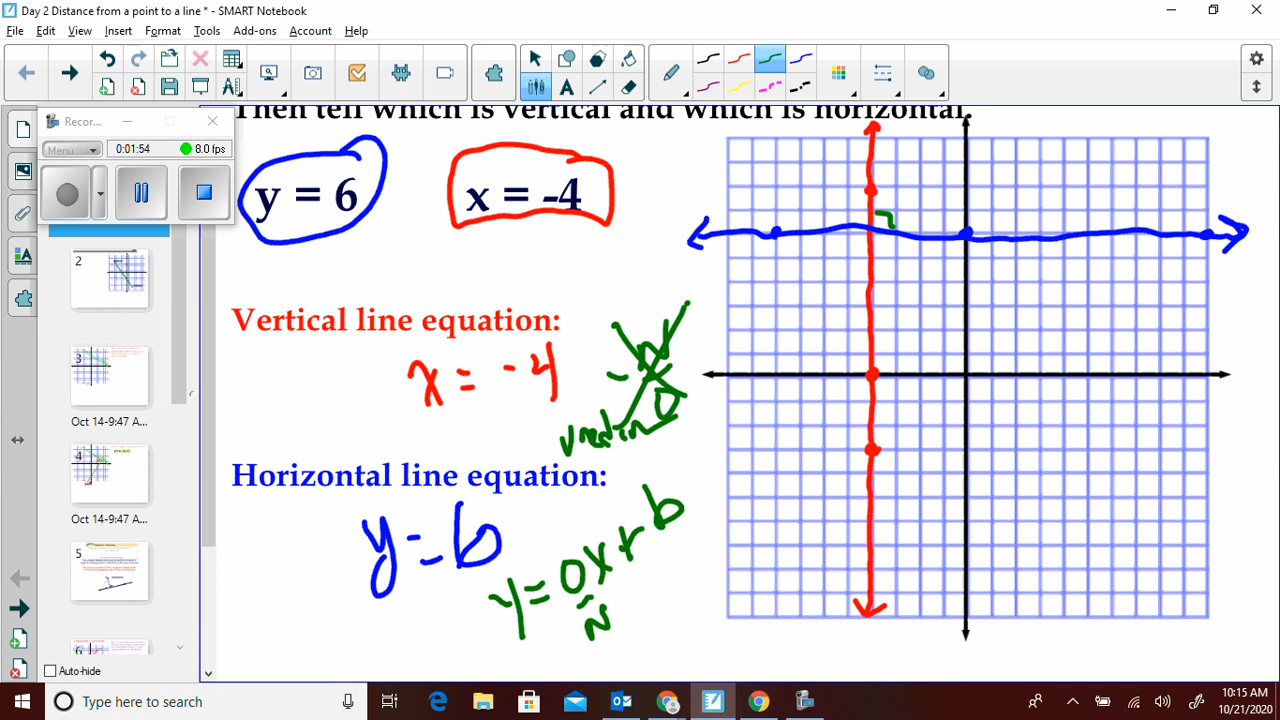 Day 2 Distance from a point to a line * - SMART Notebook
File Edit View Insert Format Tools Add-ons Account Help
Then tell which is vertical and which is horizontal.
Recor...
Menu
0:01:54
8.0 fps
y = 6
x = -4
2
3
Oct 14-9:47 A...
4
Oct 14-9:47 A...
5
6
Auto-hide
Vertical line equation:
x = -4
Horizontal line equation:
y = 6
y = 0x + b
Type here to search
10:15 AM
10/21/2020